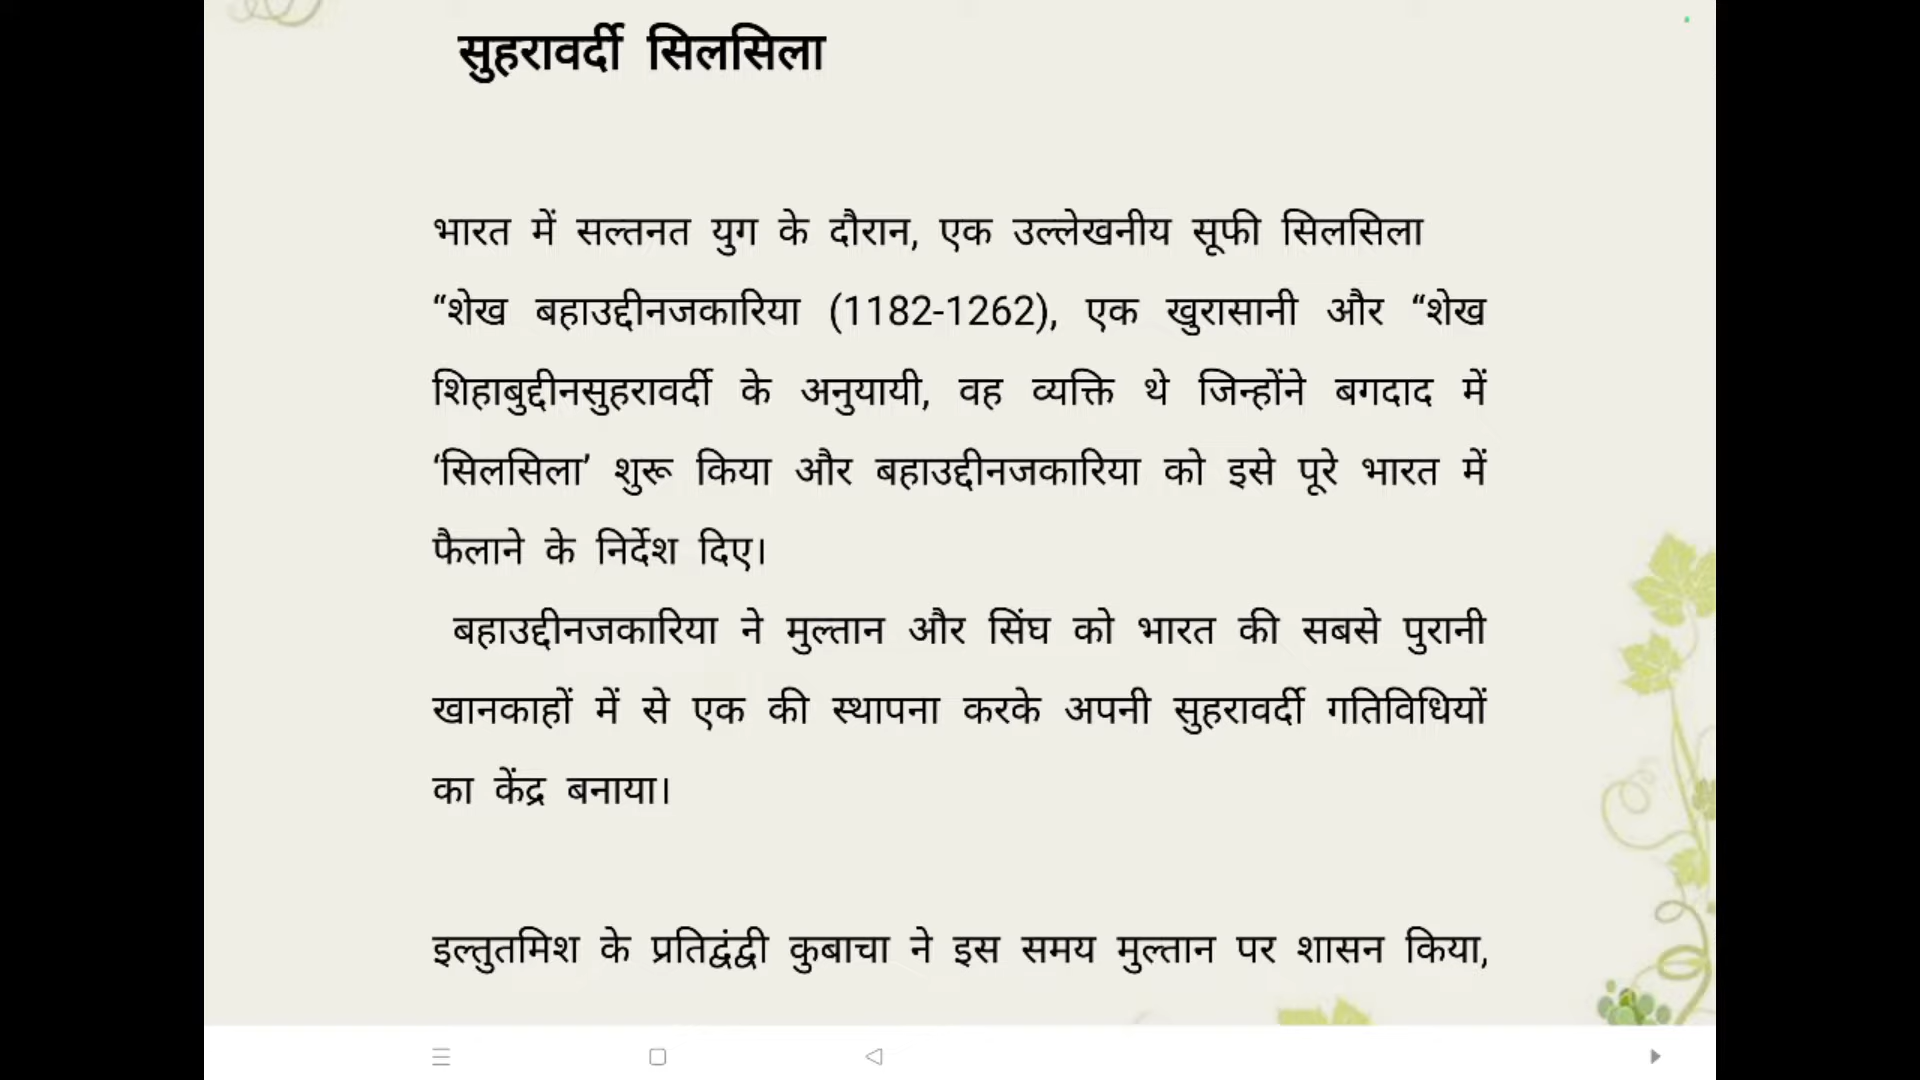 सुहरावर्दी सिलसिला
भारत में सल्तनत युग के दौरान, एक उल्लेखनीय सूफी सिलसिला
“शेख बहाउद्दीनजकारिया (1182-1262), एक खुरासानी और “शेख
शिहाबुद्दीनसुहरावर्दी के अनुयायी, वह व्यक्ति थे जिन्होंने बगदाद में
‘सिलसिला’ शुरू किया और बहाउद्दीनजकारिया को इसे पूरे भारत में
फैलाने के निर्देश दिए।
बहाउद्दीनजकारिया ने मुल्तान और सिंघ को भारत की सबसे पुरानी
खानकाहों में से एक की स्थापना करके अपनी सुहरावर्दी गतिविधियों
का केंद्र बनाया।
इल्तुतमिश के प्रतिद्वंद्वी कुबाचा ने इस समय मुल्तान पर शासन किया,